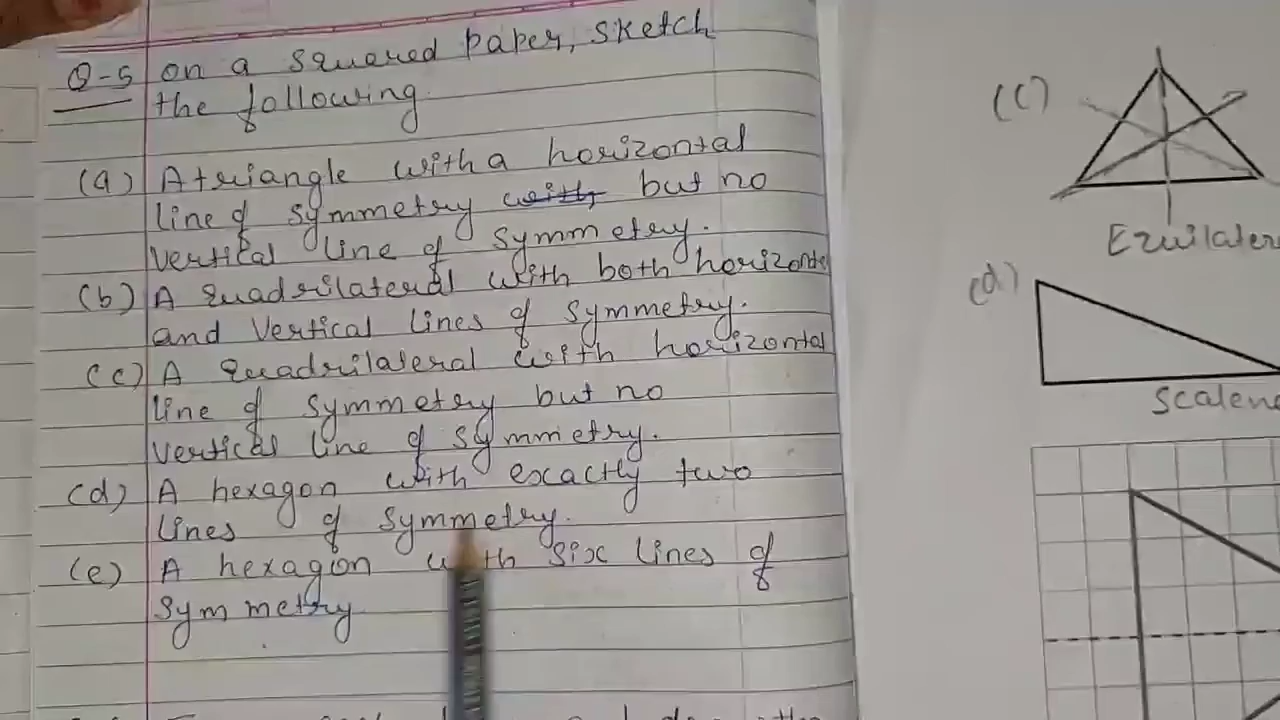 Q-5 on a squared paper, sketch
the following.
(a) A triangle with a horizontal
line of symmetry with but no
vertical line of symmetry.
(b) A quadrilateral with both horizontal
and vertical lines of symmetry.
(c) A quadrilateral with horizontal
line of symmetry but no
vertical line of symmetry.
(d) A hexagon with exactly two
lines of symmetry.
(e) A hexagon with six lines of
symmetry
(c)
Equilater
(d)
Scalene